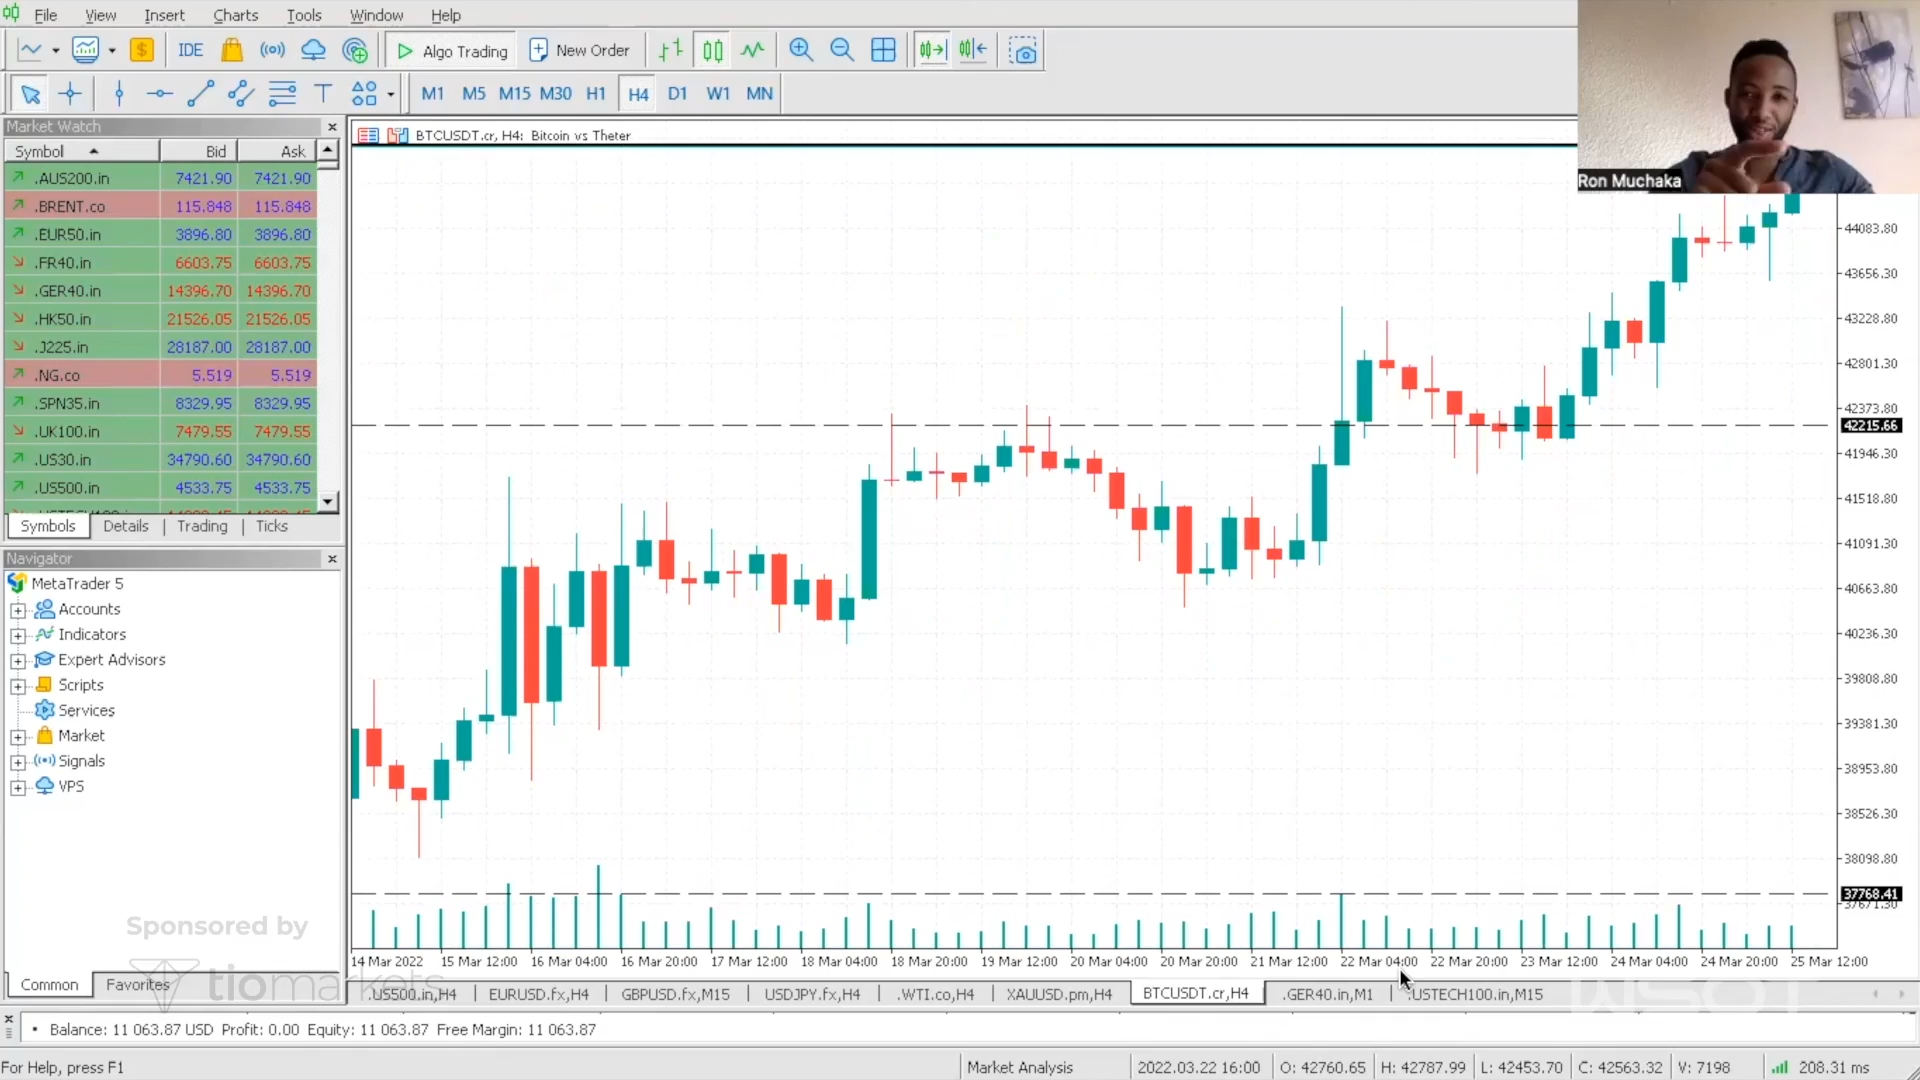 File View Insert Charts Tools Window Help
IDE Algo Trading New Order
M1 M5 M15 M30 H1 H4 D1 W1 MN
Ron Muchaka
Market Watch
Symbol Bid Ask
.AUS200.in 7421.90 7421.90
.BRENT.co 115.848 115.848
.EUR50.in 3896.80 3896.80
.FR40.in 6603.75 6603.75
.GER40.in 14396.70 14396.70
.HK50.in 21526.05 21526.05
.J225.in 28187.00 28187.00
.NG.co 5.519 5.519
.SPN35.in 8329.95 8329.95
.UK100.in 7479.55 7479.55
.US30.in 34790.60 34790.60
.US500.in 4533.75 4533.75
Symbols Details Trading Ticks
Navigator
MetaTrader 5
Accounts
Indicators
Expert Advisors
Scripts
Services
Market
Signals
VPS
Sponsored by
tiomarkets
Common Favorites
BTCUSDT.cr, H4: Bitcoin vs Theter
44083.80
43656.30
43228.80
42801.30
42373.80
42215.66
41946.30
41518.80
41091.30
40663.80
40236.30
39808.80
39381.30
38953.80
38526.30
38098.80
37768.41
37671.30
14 Mar 2022 15 Mar 12:00 16 Mar 04:00 16 Mar 20:00 17 Mar 12:00 18 Mar 04:00 18 Mar 20:00 19 Mar 12:00 20 Mar 04:00 20 Mar 20:00 21 Mar 12:00 22 Mar 04:00 22 Mar 20:00 23 Mar 12:00 24 Mar 04:00 24 Mar 20:00 25 Mar 12:00
.US500.in,H4 EURUSD.fx,H4 GBPUSD.fx,M15 USDJPY.fx,H4 .WTI.co,H4 XAUUSD.pm,H4 BTCUSDT.cr,H4 .GER40.in,M1 .USTECH100.in,M15
Balance: 11 063.87 USD Profit: 0.00 Equity: 11 063.87 Free Margin: 11 063.87
For Help, press F1 Market Analysis 2022.03.22 16:00 O: 42760.65 H: 42787.99 L: 42453.70 C: 42563.32 V: 7198 208.31 ms